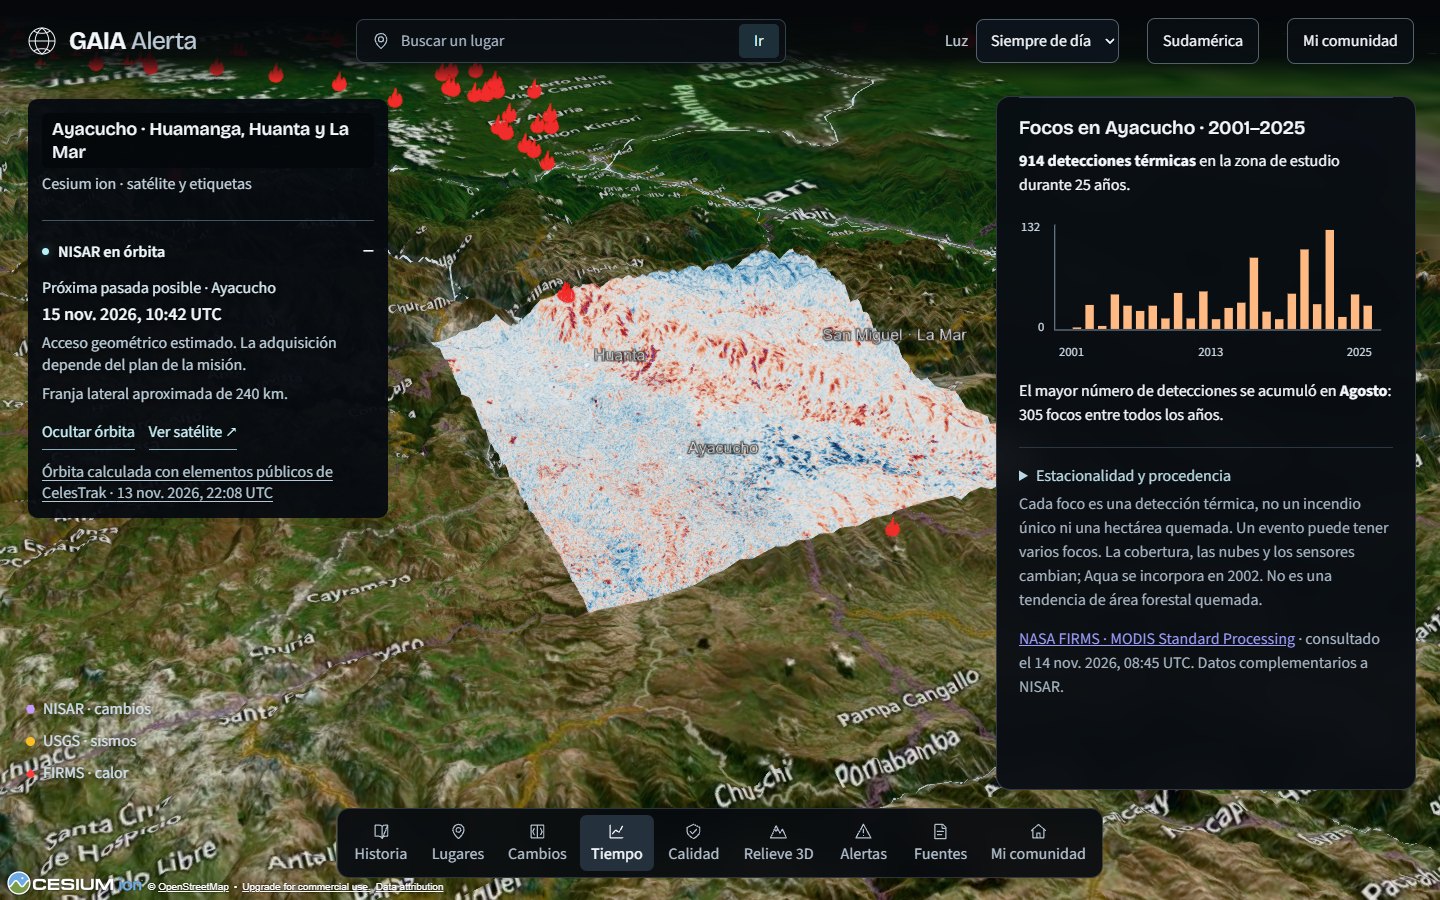 GAIA Alerta
Buscar un lugar
Ir
Luz
Siempre de día
Sudamérica
Mi comunidad
Ayacucho · Huamanga, Huanta y La
Mar
Cesium ion · satélite y etiquetas
NISAR en órbita
Próxima pasada posible · Ayacucho
15 nov. 2026, 10:42 UTC
Acceso geométrico estimado. La adquisición
depende del plan de la misión.
Franja lateral aproximada de 240 km.
Ocultar órbita
Ver satélite ↗
Órbita calculada con elementos públicos de
CelesTrak · 13 nov. 2026, 22:08 UTC
Focos en Ayacucho · 2001–2025
914 detecciones térmicas en la zona de estudio
durante 25 años.
132
0
2001
2013
2025
El mayor número de detecciones se acumuló en Agosto:
305 focos entre todos los años.
Estacionalidad y procedencia
Cada foco es una detección térmica, no un incendio
único ni una hectárea quemada. Un evento puede tener
varios focos. La cobertura, las nubes y los sensores
cambian; Aqua se incorpora en 2002. No es una
tendencia de área forestal quemada.
NASA FIRMS · MODIS Standard Processing · consultado
el 14 nov. 2026, 08:45 UTC. Datos complementarios a
NISAR.
Union Kincori
Huanta
San Miguel · La Mar
Ayacucho
Cayramayo
Pampa Cangallo
Pomabamba
Chuschi
Santa Cruz
de Hospicio
Libre
NISAR · cambios
USGS · sismos
FIRMS · calor
Historia
Lugares
Cambios
Tiempo
Calidad
Relieve 3D
Alertas
Fuentes
Mi comunidad
CESIUM ion
© OpenStreetMap • Upgrade for commercial use. Data attribution